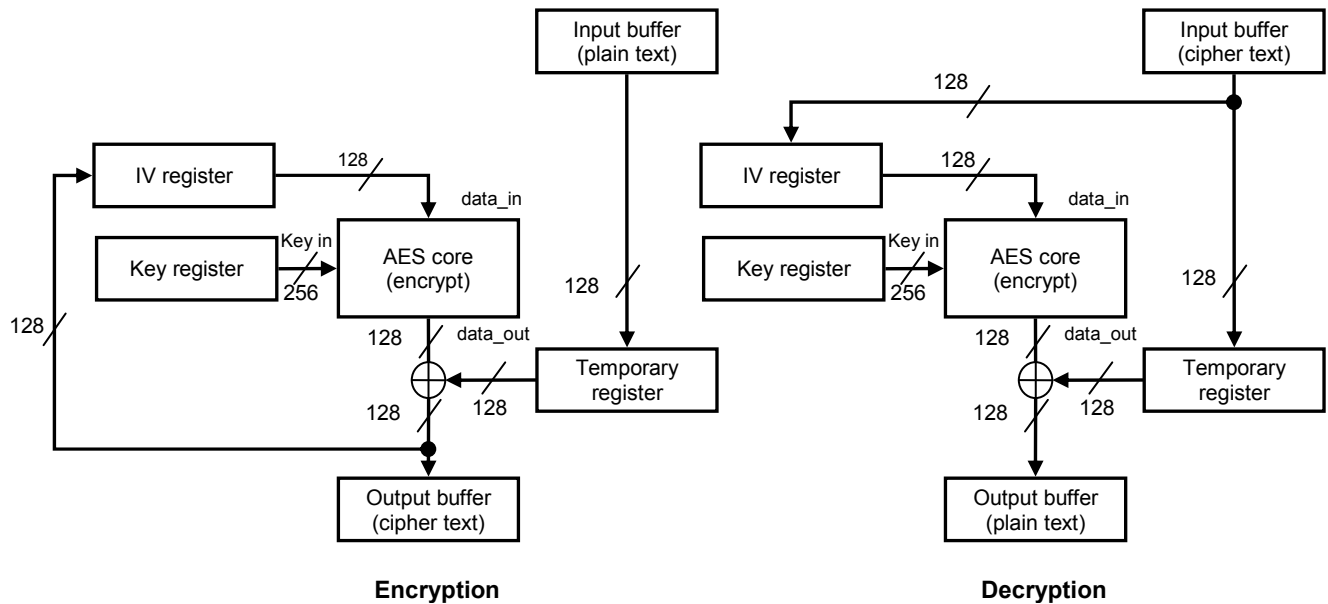 Input buffer
(plain text)
128
IV register
128
data_in
Key register
Key in
256
AES core
(encrypt)
128
128
128
data_out
128
Temporary
register
128
Output buffer
(cipher text)
Encryption
Input buffer
(cipher text)
128
IV register
128
data_in
Key register
Key in
256
AES core
(encrypt)
128
128
data_out
128
Temporary
register
128
Output buffer
(plain text)
Decryption